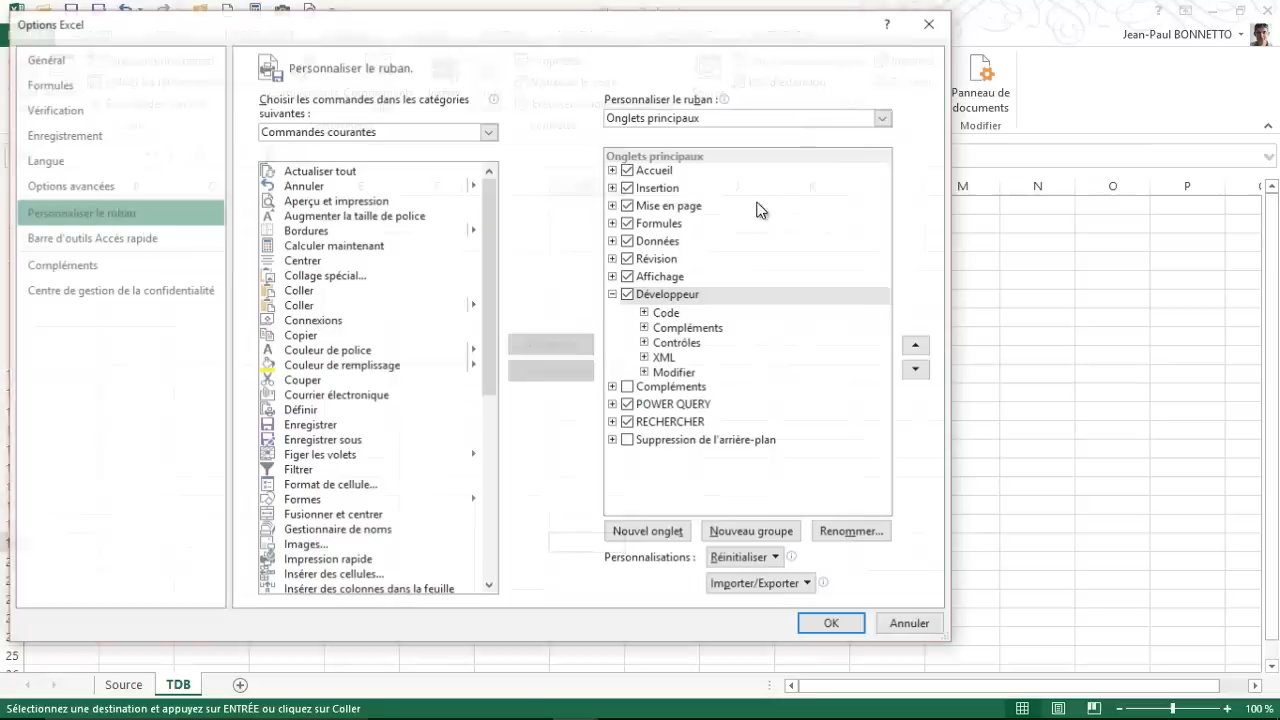 Options Excel
?
Jean-Paul BONNETTO
Général
Formules
Vérification
Enregistrement
Langue
Options avancées
Personnaliser le ruban
Barre d'outils Accès rapide
Compléments
Centre de gestion de la confidentialité
Personnaliser le ruban.
Choisir les commandes dans les catégories
suivantes :
Commandes courantes
Actualiser tout
Annuler
Aperçu et impression
Augmenter la taille de police
Bordures
Calculer maintenant
Centrer
Collage spécial...
Coller
Coller
Connexions
Copier
Couleur de police
Couleur de remplissage
Couper
Courrier électronique
Définir
Enregistrer
Enregistrer sous
Figer les volets
Filtrer
Format de cellule...
Formes
Fusionner et centrer
Gestionnaire de noms
Images...
Impression rapide
Insérer des cellules...
Insérer des colonnes dans la feuille
Personnaliser le ruban :
Onglets principaux
Onglets principaux
Accueil
Insertion
Mise en page
Formules
Données
Révision
Affichage
Développeur
Code
Compléments
Contrôles
XML
Modifier
Compléments
POWER QUERY
RECHERCHER
Suppression de l'arrière-plan
Nouvel onglet
Nouveau groupe
Renommer...
Personnalisations :
Réinitialiser
Importer/Exporter
OK
Annuler
Panneau de
documents
Modifier
M N O P
25
Source
TDB
Sélectionnez une destination et appuyez sur ENTRÉE ou cliquez sur Coller
100 %